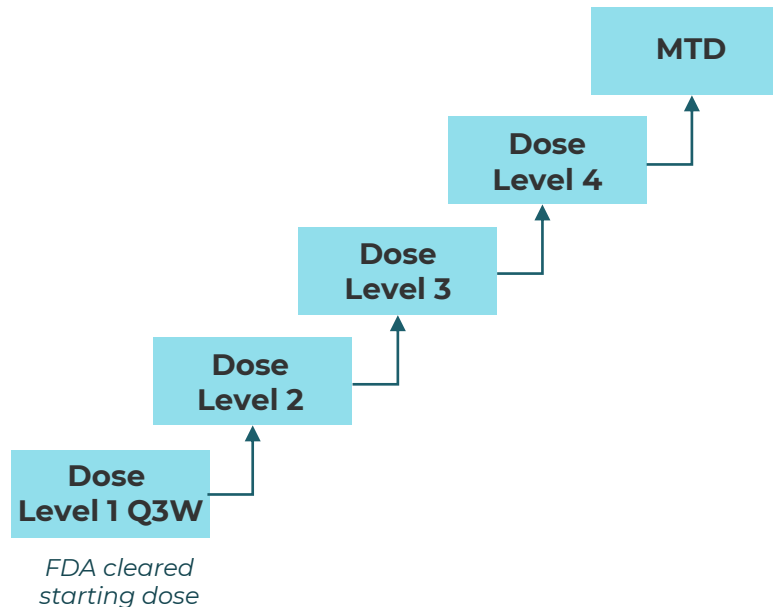 MTD
Dose
Level 4
Dose
Level 3
Dose
Level 2
Dose
Level 1 Q3W
FDA cleared
starting dose